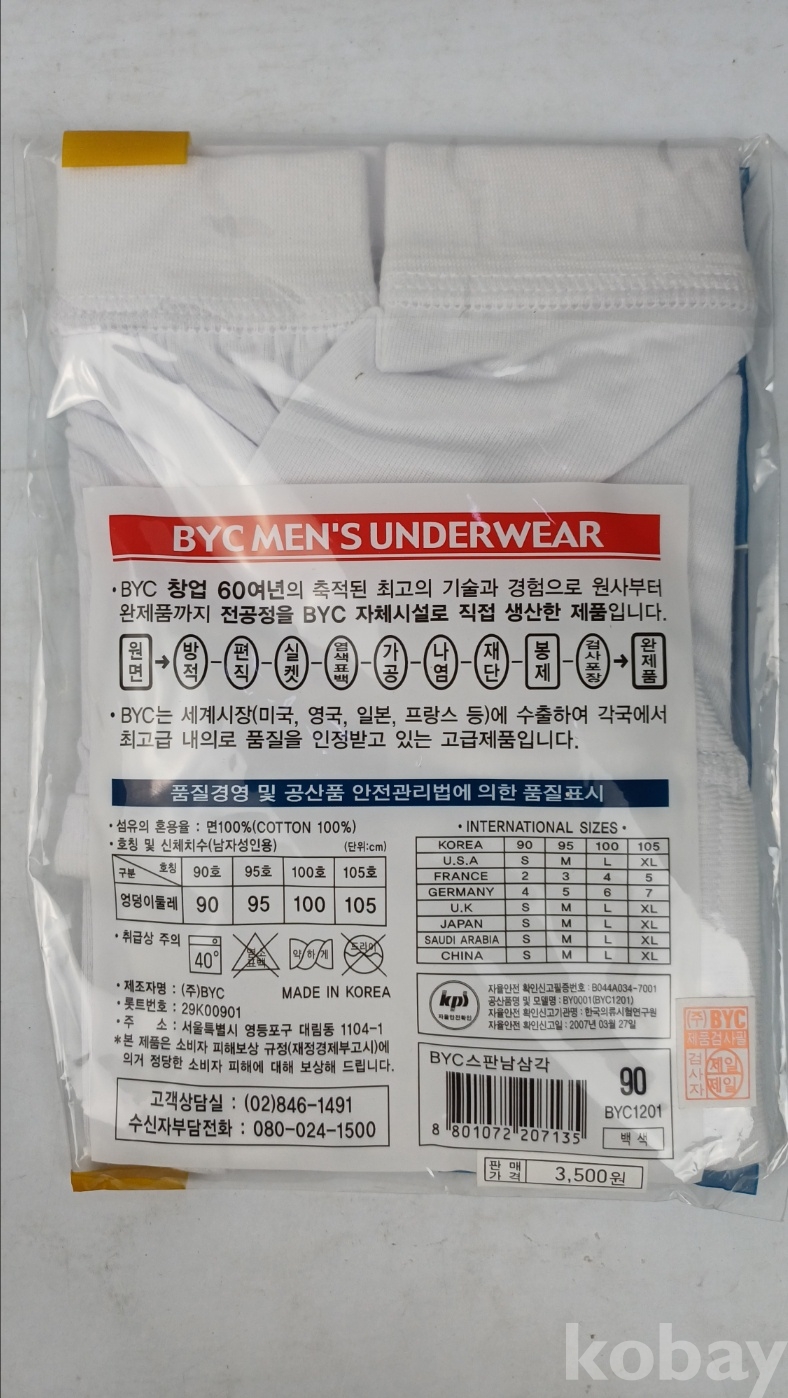 BYC MEN'S UNDERWEAR
·BYC 창업 60여년의 축적된 최고의 기술과 경험으로 원사부터
완제품까지 전공정을 BYC 자체시설로 직접 생산한 제품입니다.
원면→방적-편직-실켓-염색표백-가공-나염-재단-봉제-검사포장→완제품
·BYC는 세계시장(미국, 영국, 일본, 프랑스 등)에 수출하여 각국에서
최고급 내의로 품질을 인정받고 있는 고급제품입니다.
품질경영 및 공산품 안전관리법에 의한 품질표시
·섬유의 혼용율 : 면100%(COTTON 100%)
·호칭 및 신체치수(남자성인용) (단위:cm)
구분 호칭 90호 95호 100호 105호
엉덩이둘레 90 95 100 105
·취급상 주의 40° 염소표백 약하게 드라이
·제조자명 : (주)BYC MADE IN KOREA
·롯트번호 : 29K00901
·주 소 : 서울특별시 영등포구 대림동 1104-1
*본 제품은 소비자 피해보상 규정(재정경제부고시)에
의거 정당한 소비자 피해에 대해 보상해 드립니다.
고객상담실 : (02)846-1491
수신자부담전화 : 080-024-1500
·INTERNATIONAL SIZES·
KOREA 90 95 100 105
U.S.A S M L XL
FRANCE 2 3 4 5
GERMANY 4 5 6 7
U.K S M L XL
JAPAN S M L XL
SAUDI ARABIA S M L XL
CHINA S M L XL
kpi
자율안전확인
자율안전 확인신고필증번호 : B044A034-7001
공산품명 및 모델명 : BY0001(BYC1201)
자율안전 확인신고기관명 : 한국의류시험연구원
자율안전 확인신고일 : 2007년 03월 27일
BYC스판남삼각
90
BYC1201
백 색
8 801072 207135
판매가격 3,500원
(주)BYC
제품검사필
검사자 제일제일
kobay